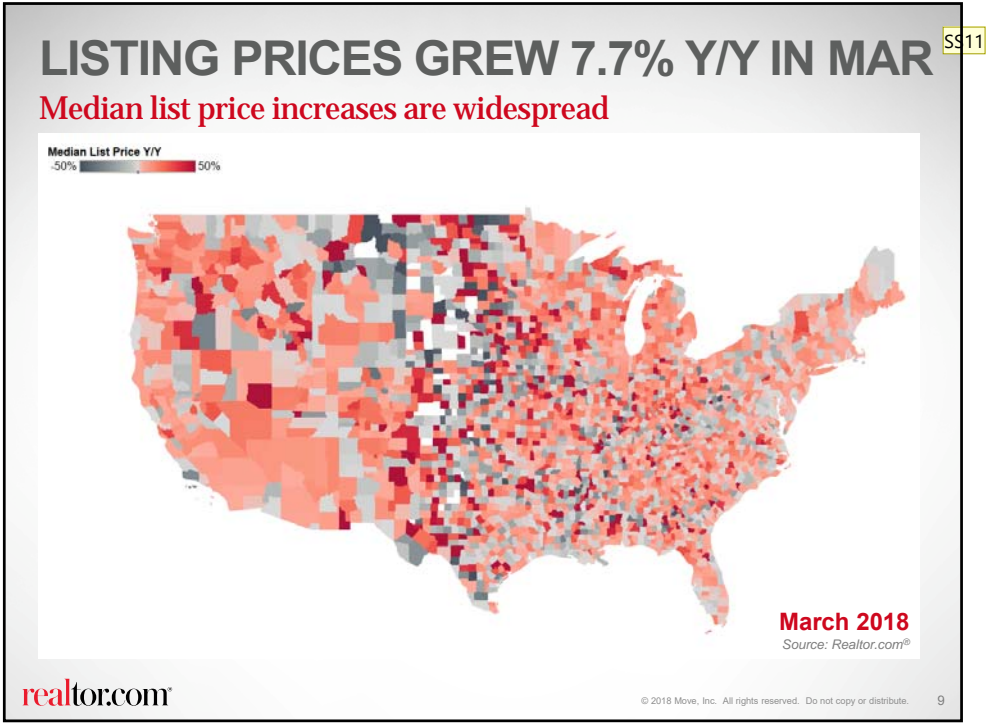 LISTING PRICES GREW 7.7% Y/Y IN MAR
SS11
Median list price increases are widespread
Median List Price Y/Y
-50% 50%
March 2018
Source: Realtor.com®
realtor.com®
© 2018 Move, Inc. All rights reserved. Do not copy or distribute. 9